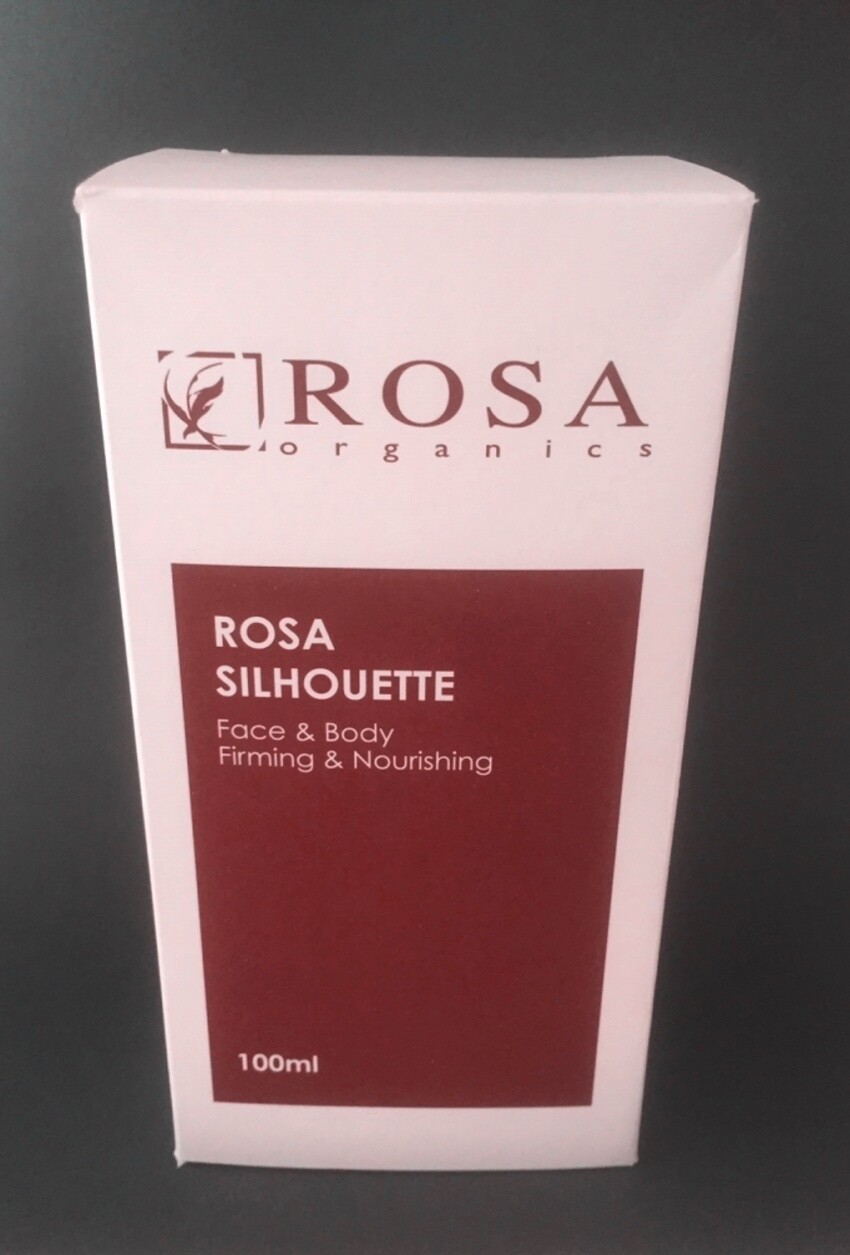 ROSA
organics
ROSA
SILHOUETTE
Face & Body
Firming & Nourishing
100ml